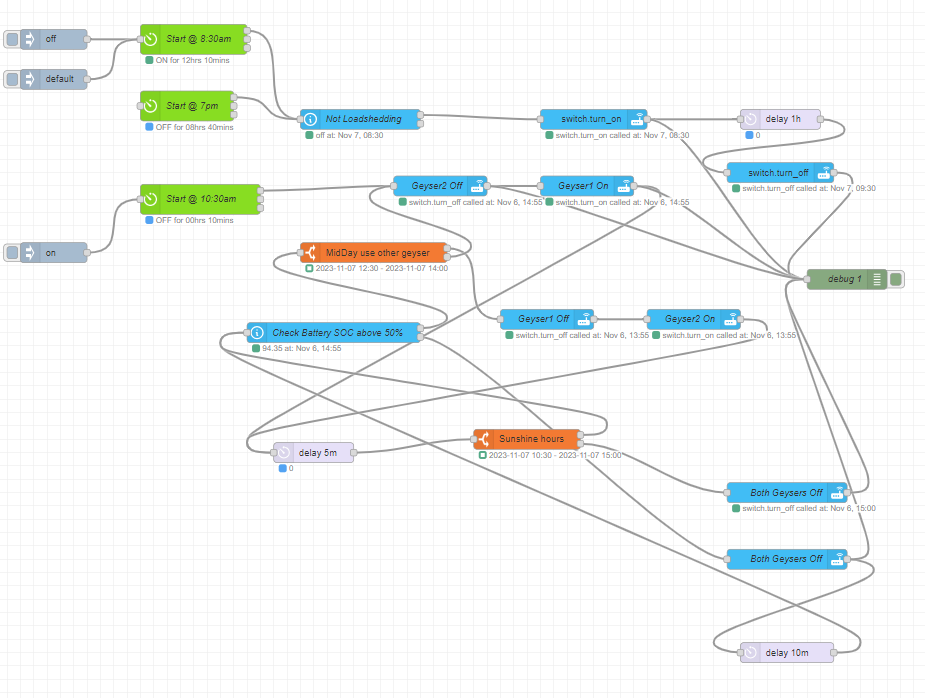 off
Start @ 8:30am
ON for 12hrs 10mins
default
Start @ 7pm
OFF for 08hrs 40mins
Not Loadshedding
off at: Nov 7, 08:30
switch.turn_on
switch.turn_on called at: Nov 7, 08:30
delay 1h
0
switch.turn_off
switch.turn_off called at: Nov 7, 09:30
Start @ 10:30am
OFF for 00hrs 10mins
Geyser2 Off
switch.turn_off called at: Nov 6, 14:55
Geyser1 On
switch.turn_on called at: Nov 6, 14:55
on
MidDay use other geyser
2023-11-07 12:30 - 2023-11-07 14:00
debug 1
Geyser1 Off
switch.turn_off called at: Nov 6, 13:55
Geyser2 On
switch.turn_on called at: Nov 6, 13:55
Check Battery SOC above 50%
94.35 at: Nov 6, 14:55
Sunshine hours
2023-11-07 10:30 - 2023-11-07 15:00
delay 5m
0
Both Geysers Off
switch.turn_off called at: Nov 6, 15:00
Both Geysers Off
delay 10m